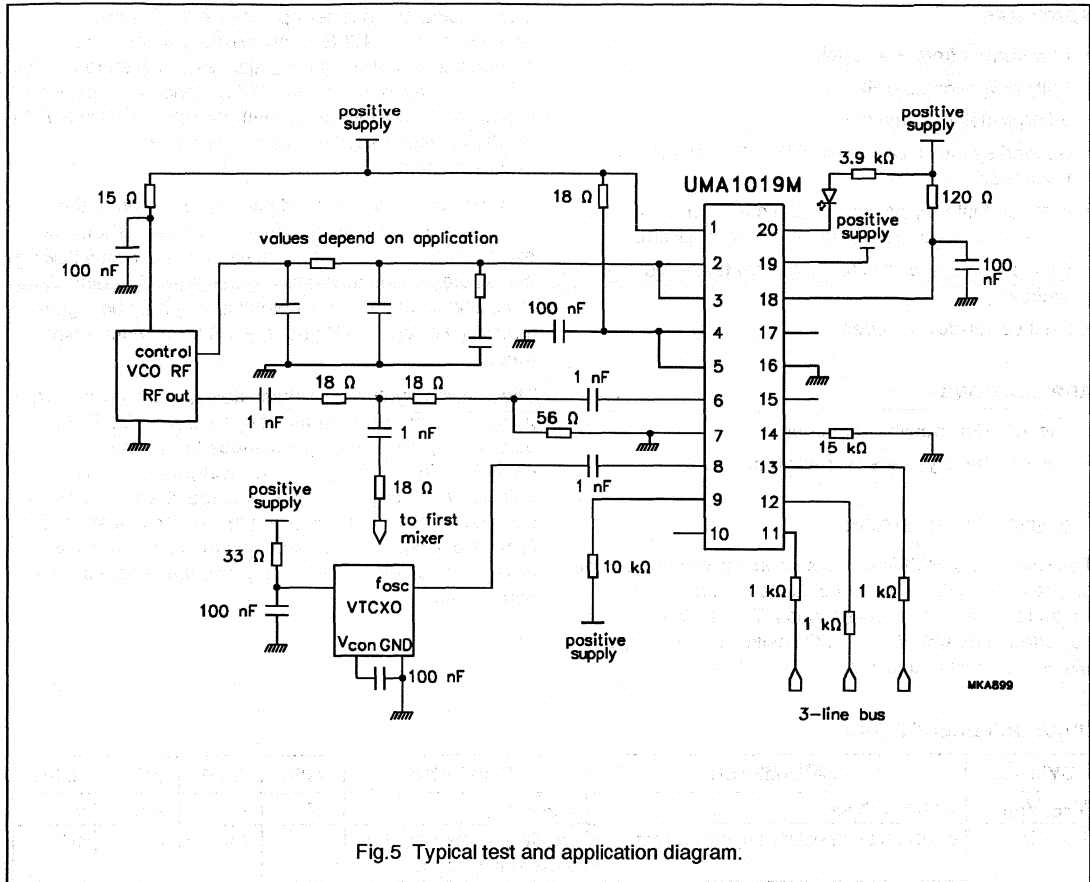 positive
supply
positive
supply
3.9 kΩ
UMA1019M
15 Ω
18 Ω
120 Ω
1
20
positive
supply
values depend on application
100 nF
2
19
100
nF
3
18
100 nF
4
17
control
VCO RF
5
16
18 Ω
18 Ω
1 nF
RF out
6
15
1 nF
56 Ω
7
14
15 kΩ
1 nF
8
13
1 nF
positive
supply
18 Ω
9
12
to first
mixer
10
11
33 Ω
10 kΩ
fosc
VTCXO
1 kΩ
1 kΩ
100 nF
1 kΩ
positive
supply
Vcon GND
100 nF
MKA899
3-line bus
Fig.5 Typical test and application diagram.